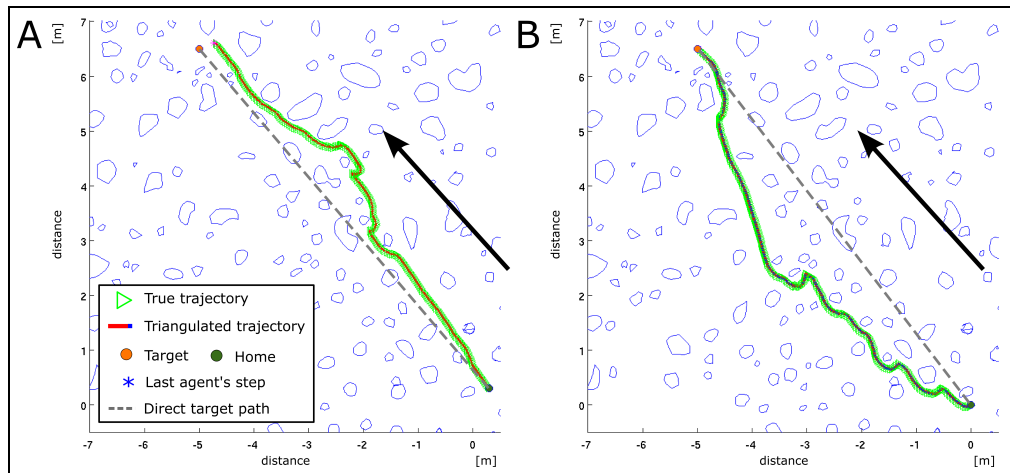 A
[m]
7
6
5
4
3
2
1
0
distance
True trajectory
Triangulated trajectory
Target
Home
Last agent's step
Direct target path
-7 -6 -5 -4 -3 -2 -1 0
distance [m]
B
[m]
7
6
5
4
3
2
1
0
distance
-7 -6 -5 -4 -3 -2 -1 0
distance [m]